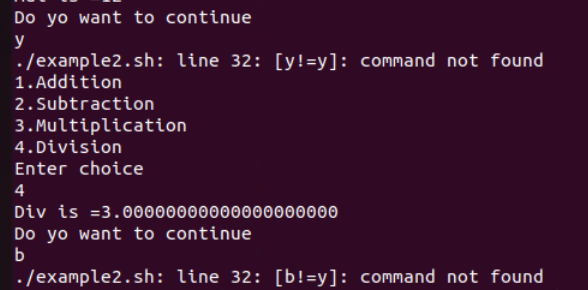 Do yo want to continue
y
./example2.sh: line 32: [y!=y]: command not found
1.Addition
2.Subtraction
3.Multiplication
4.Division
Enter choice
4
Div is =3.00000000000000000000
Do yo want to continue
b
./example2.sh: line 32: [b!=y]: command not found